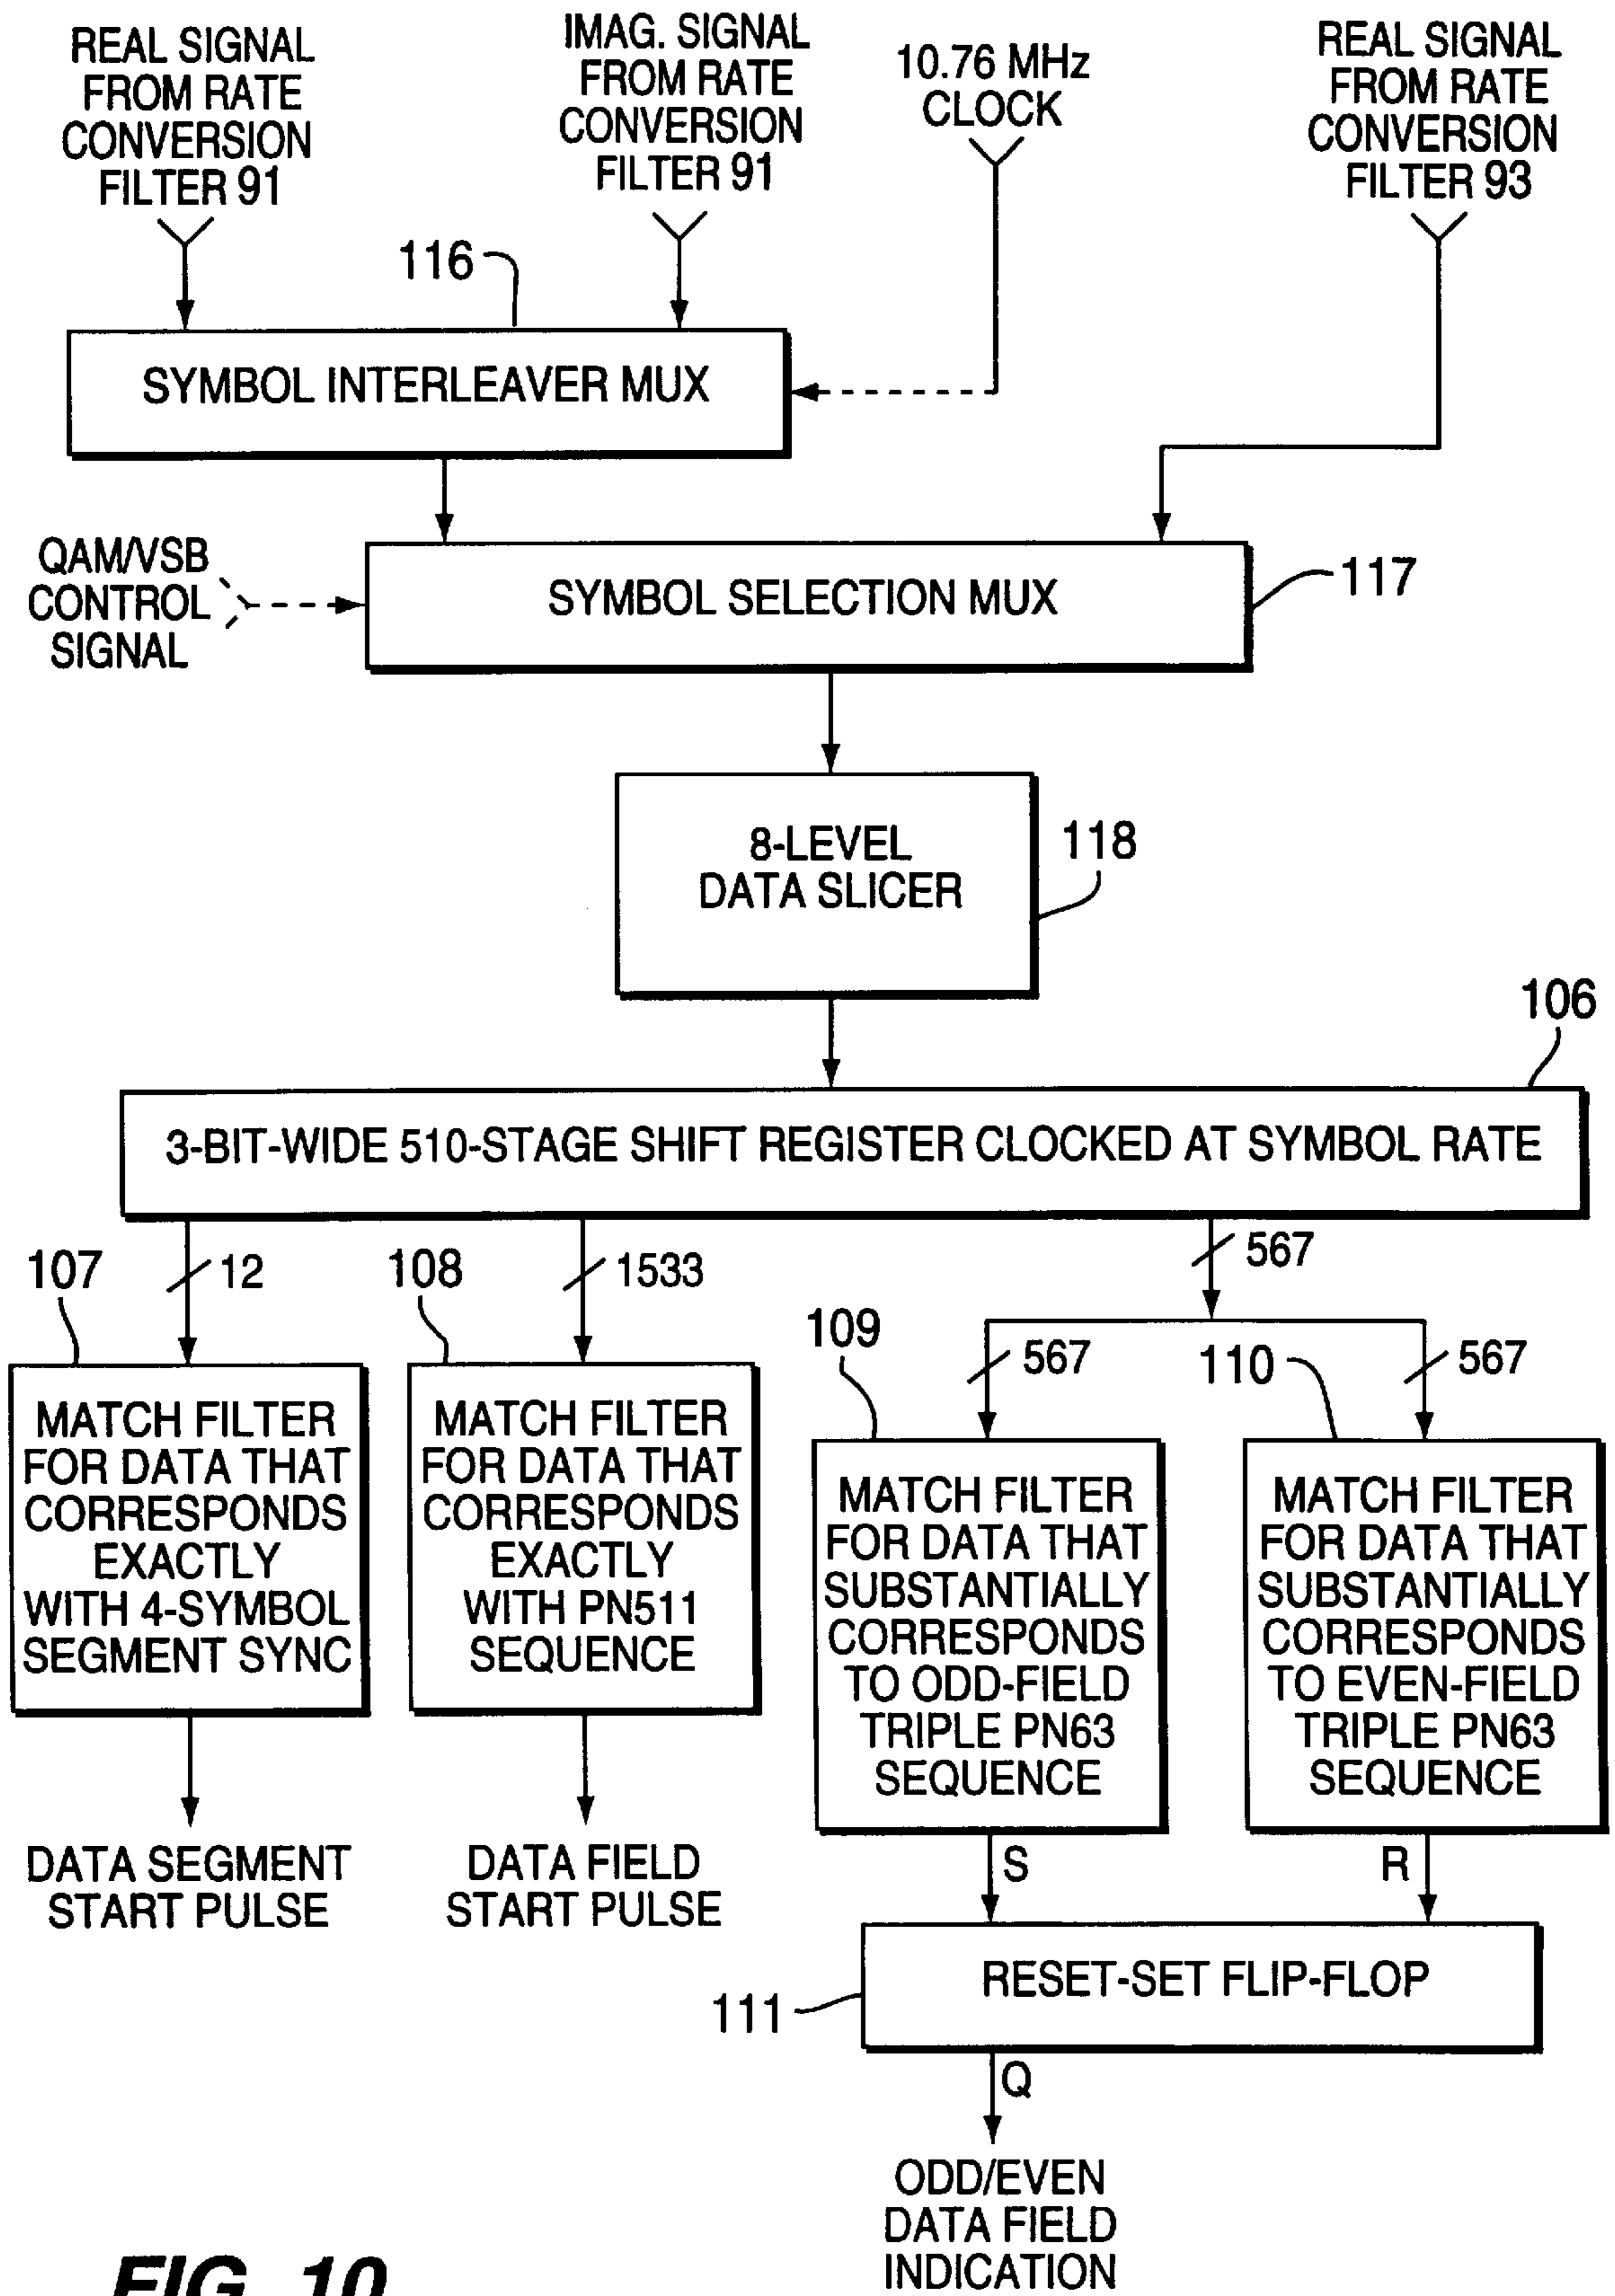 REAL SIGNAL
FROM RATE
CONVERSION
FILTER 91
IMAG. SIGNAL
FROM RATE
CONVERSION
FILTER 91
10.76 MHz
CLOCK
REAL SIGNAL
FROM RATE
CONVERSION
FILTER 93
116
SYMBOL INTERLEAVER MUX
QAM/VSB
CONTROL
SIGNAL
SYMBOL SELECTION MUX
117
8-LEVEL
DATA SLICER
118
106
3-BIT-WIDE 510-STAGE SHIFT REGISTER CLOCKED AT SYMBOL RATE
107
12
108
1533
567
109
567
110
567
MATCH FILTER
FOR DATA THAT
CORRESPONDS
EXACTLY
WITH 4-SYMBOL
SEGMENT SYNC
MATCH FILTER
FOR DATA THAT
CORRESPONDS
EXACTLY
WITH PN511
SEQUENCE
MATCH FILTER
FOR DATA THAT
SUBSTANTIALLY
CORRESPONDS
TO ODD-FIELD
TRIPLE PN63
SEQUENCE
MATCH FILTER
FOR DATA THAT
SUBSTANTIALLY
CORRESPONDS
TO EVEN-FIELD
TRIPLE PN63
SEQUENCE
DATA SEGMENT
START PULSE
DATA FIELD
START PULSE
S
R
RESET-SET FLIP-FLOP
111
Q
ODD/EVEN
DATA FIELD
INDICATION
FIG. 10